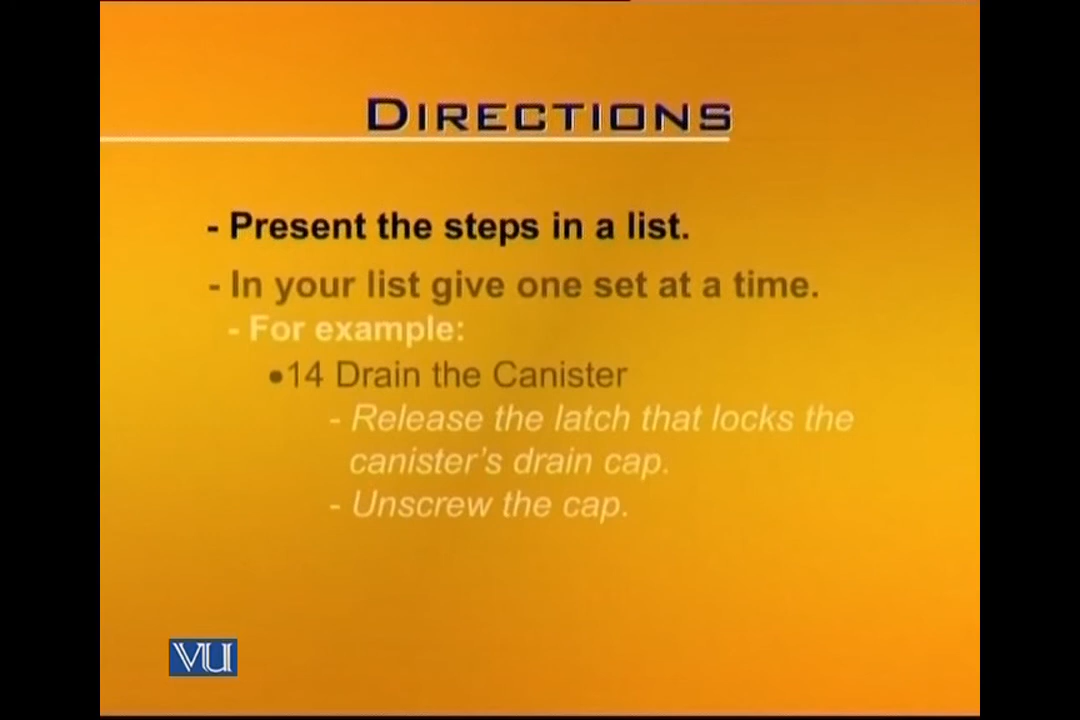 DIRECTIONS
- Present the steps in a list.
- In your list give one set at a time.
- For example:
•14 Drain the Canister
- Release the latch that locks the
canister's drain cap.
- Unscrew the cap.
VU